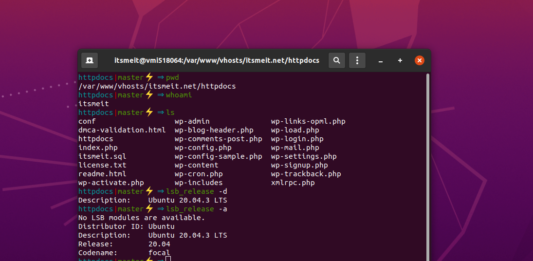 itsmeit@vmi518064:/var/www/vhosts/itsmeit.net/httpdocs
httpdocs|master⚡ ⇒ pwd
/var/www/vhosts/itsmeit.net/httpdocs
httpdocs|master⚡ ⇒ whoami
itsmeit
httpdocs|master⚡ ⇒ ls
conf wp-admin wp-links-opml.php
dmca-validation.html wp-blog-header.php wp-load.php
httpdocs wp-comments-post.php wp-login.php
index.php wp-config.php wp-mail.php
itsmeit.sql wp-config-sample.php wp-settings.php
license.txt wp-content wp-signup.php
readme.html wp-cron.php wp-trackback.php
wp-activate.php wp-includes xmlrpc.php
httpdocs|master⚡ ⇒ lsb_release -d
Description: Ubuntu 20.04.3 LTS
httpdocs|master⚡ ⇒ lsb_release -a
No LSB modules are available.
Distributor ID: Ubuntu
Description: Ubuntu 20.04.3 LTS
Release: 20.04
Codename: focal
httpdocs|master⚡ ⇒